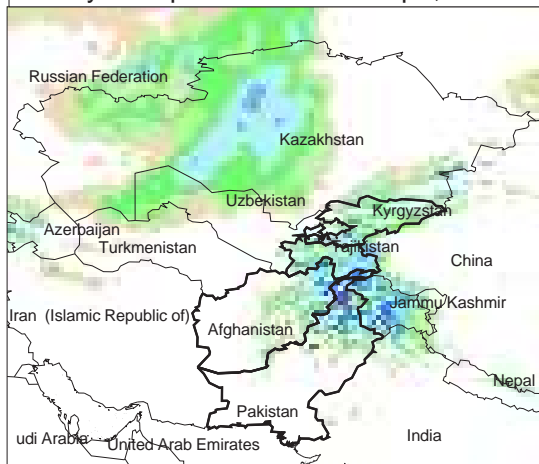 Russian Federation
Kazakhstan
Uzbekistan
Kyrgyzstan
Azerbaijan
Turkmenistan
Tajikistan
China
Jammu Kashmir
Iran (Islamic Republic of)
Afghanistan
Nepal
Pakistan
udi Arabia
United Arab Emirates
India